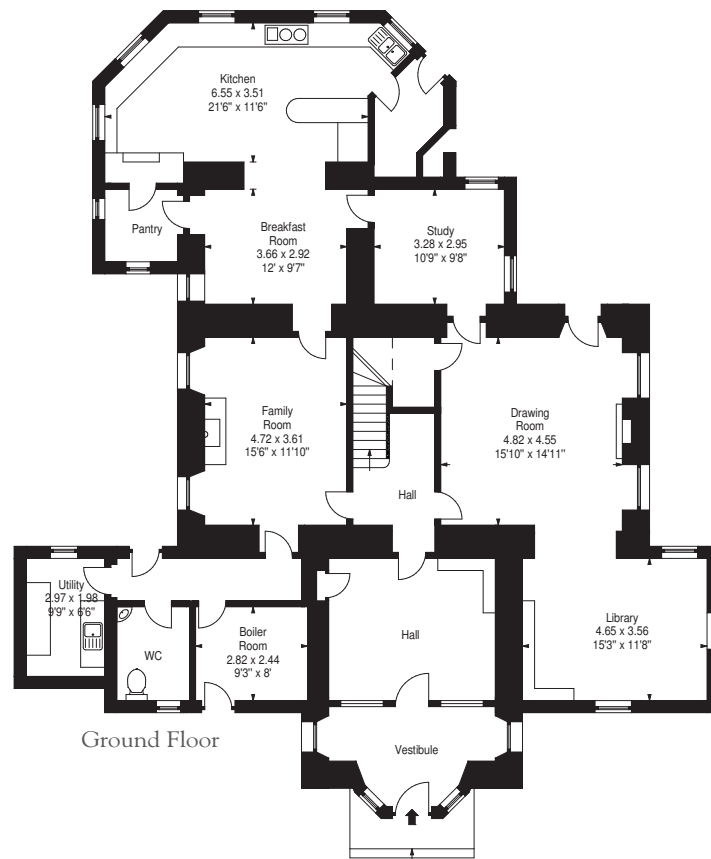 Kitchen
6.55 x 3.51
21'6" x 11'6"
Pantry
Breakfast
Room
3.66 x 2.92
12' x 9'7"
Study
3.28 x 2.95
10'9" x 9'8"
Family
Room
4.72 x 3.61
15'6" x 11'10"
Drawing
Room
4.82 x 4.55
15'10" x 14'11"
Hall
Utility
2.97 x 1.98
9'9" x 6'6"
WC
Boiler
Room
2.82 x 2.44
9'3" x 8'
Hall
Library
4.65 x 3.56
15'3" x 11'8"
Ground Floor
Vestibule